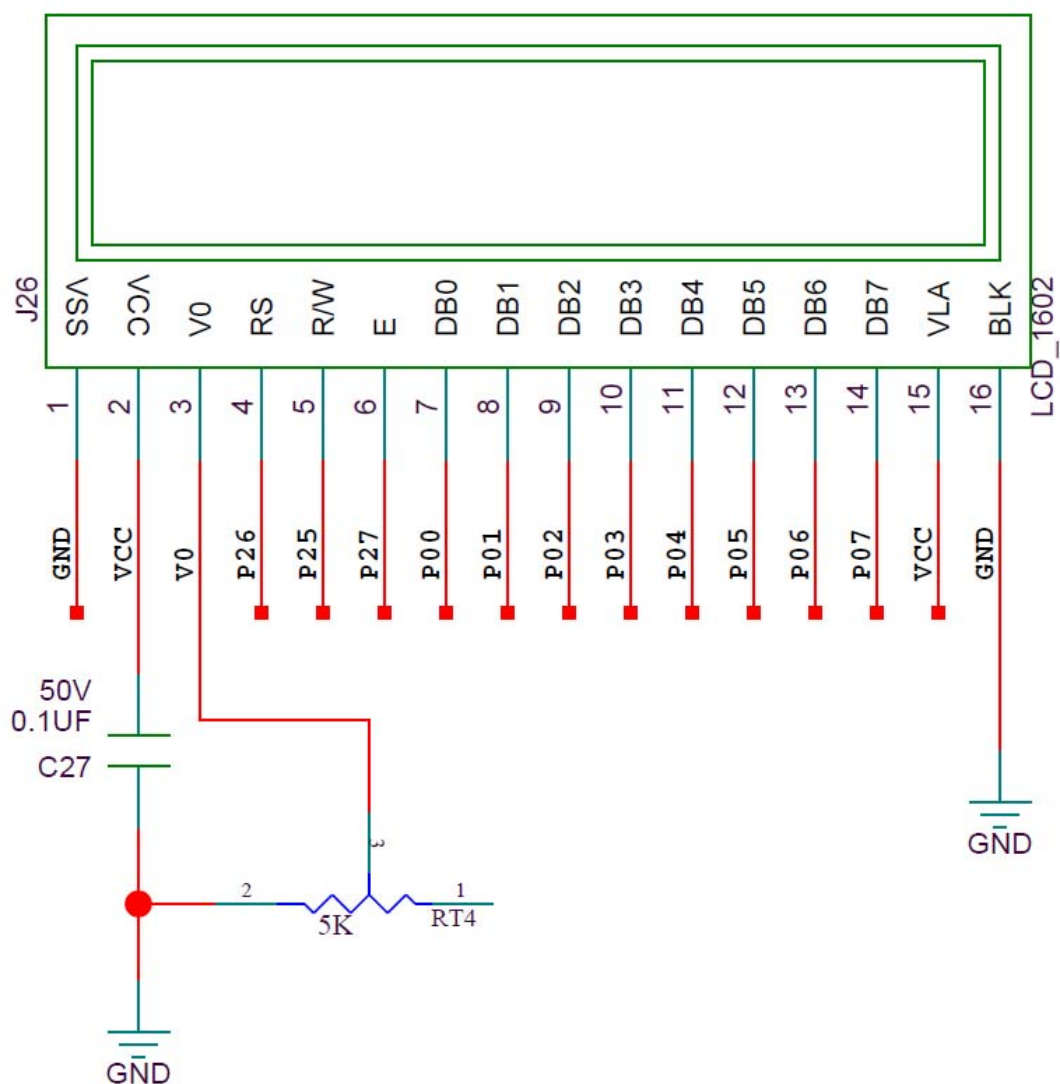 J26
VSS
VCC
V0
RS
R/W
E
DB0
DB1
DB2
DB3
DB4
DB5
DB6
DB7
VLA
BLK
LCD_1602
1
2
3
4
5
6
7
8
9
10
11
12
13
14
15
16
GND
VCC
V0
P26
P25
P27
P00
P01
P02
P03
P04
P05
P06
P07
VCC
GND
50V
0.1UF
C27
GND
3
2
1
5K
RT4
GND